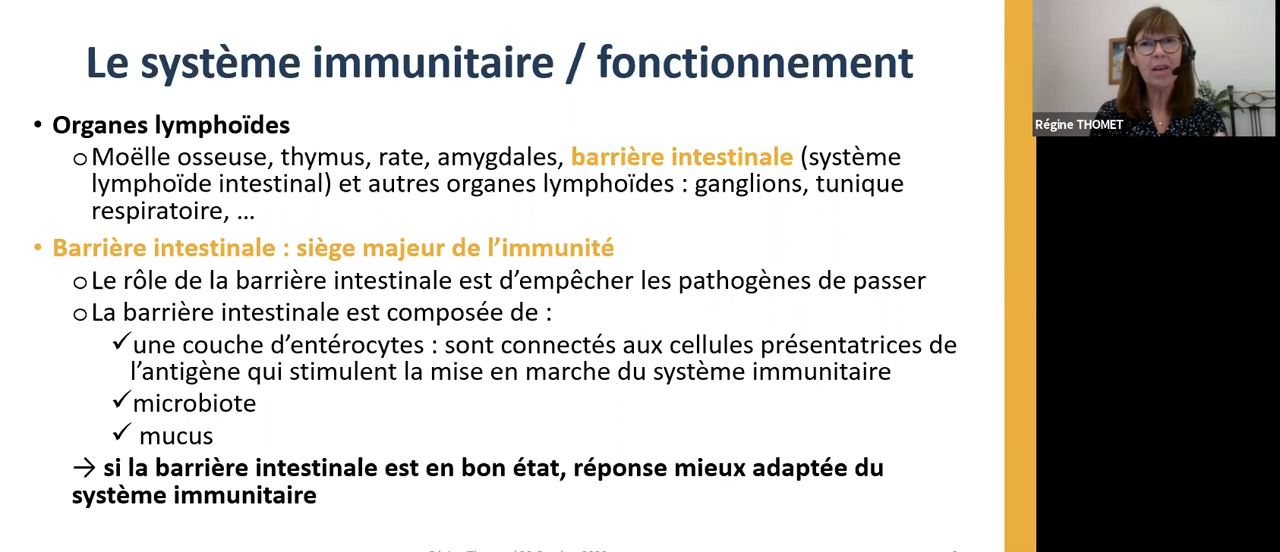 Le système immunitaire / fonctionnement
• Organes lymphoïdes
o Moëlle osseuse, thymus, rate, amygdales, barrière intestinale (système
lymphoïde intestinal) et autres organes lymphoïdes : ganglions, tunique
respiratoire, …
• Barrière intestinale : siège majeur de l’immunité
o Le rôle de la barrière intestinale est d’empêcher les pathogènes de passer
o La barrière intestinale est composée de :
✓ une couche d’entérocytes : sont connectés aux cellules présentatrices de
l’antigène qui stimulent la mise en marche du système immunitaire
✓ microbiote
✓ mucus
→ si la barrière intestinale est en bon état, réponse mieux adaptée du
système immunitaire
Régine THOMET